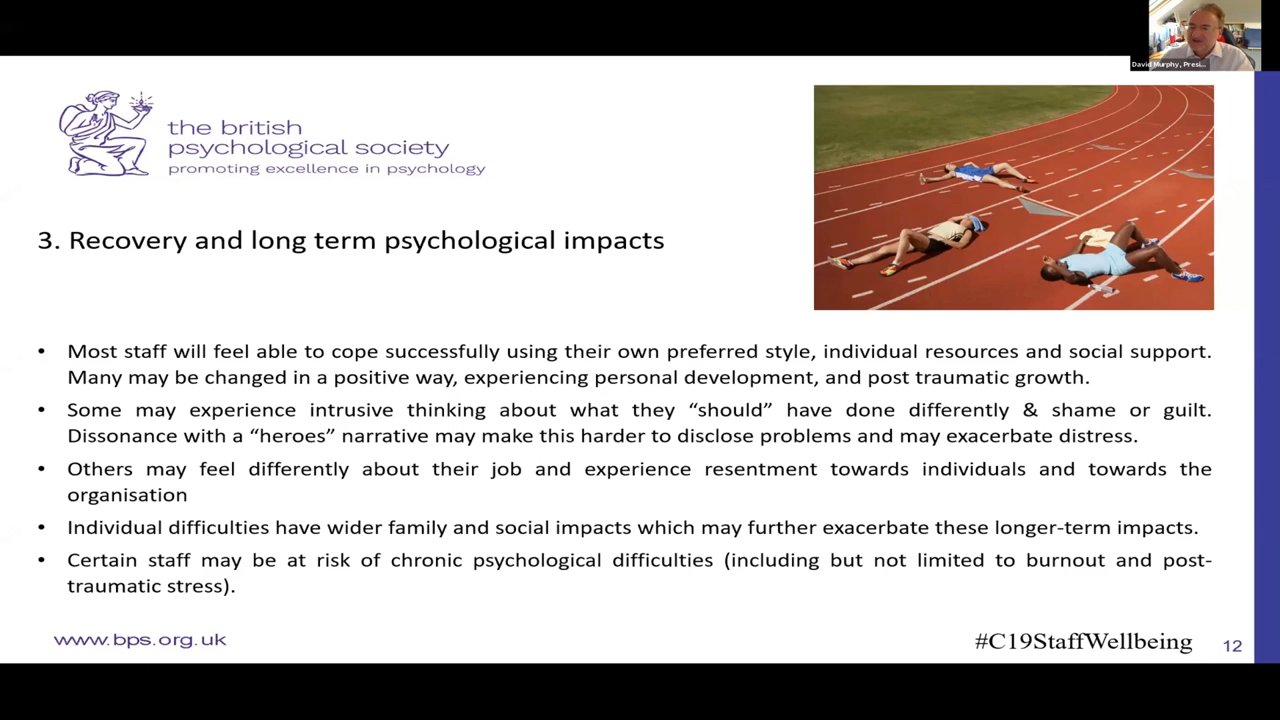 David Murphy, Presi...
the british
psychological society
promoting excellence in psychology
3. Recovery and long term psychological impacts
• Most staff will feel able to cope successfully using their own preferred style, individual resources and social support.
Many may be changed in a positive way, experiencing personal development, and post traumatic growth.
• Some may experience intrusive thinking about what they “should” have done differently & shame or guilt.
Dissonance with a “heroes” narrative may make this harder to disclose problems and may exacerbate distress.
• Others may feel differently about their job and experience resentment towards individuals and towards the
organisation
• Individual difficulties have wider family and social impacts which may further exacerbate these longer-term impacts.
• Certain staff may be at risk of chronic psychological difficulties (including but not limited to burnout and post-
traumatic stress).
www.bps.org.uk
#C19StaffWellbeing
12